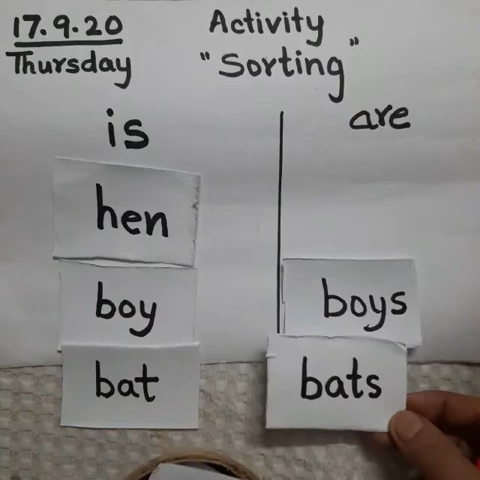 17.9.20
Thursday
Activity
"Sorting"
is
are
hen
boy
boys
bat
bats